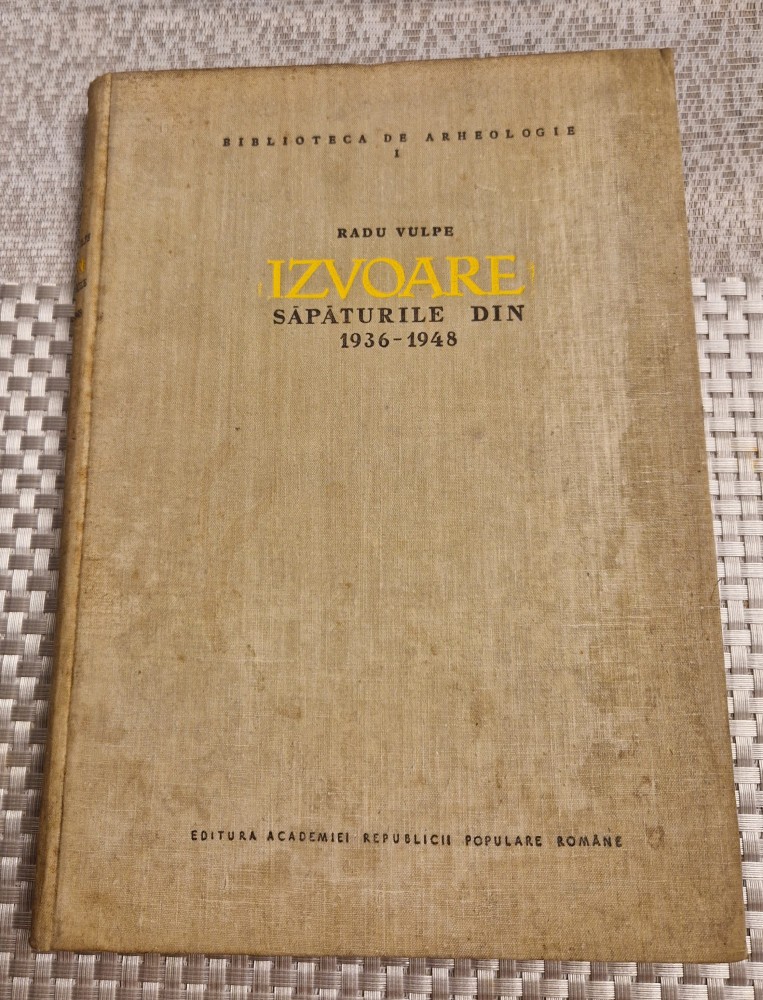 BIBLIOTECA DE ARHEOLOGIE
I
RADU VULPE
IZVOARE
SĂPĂTURILE DIN
1936-1948
EDITURA ACADEMIEI REPUBLICII POPULARE ROMÂNE